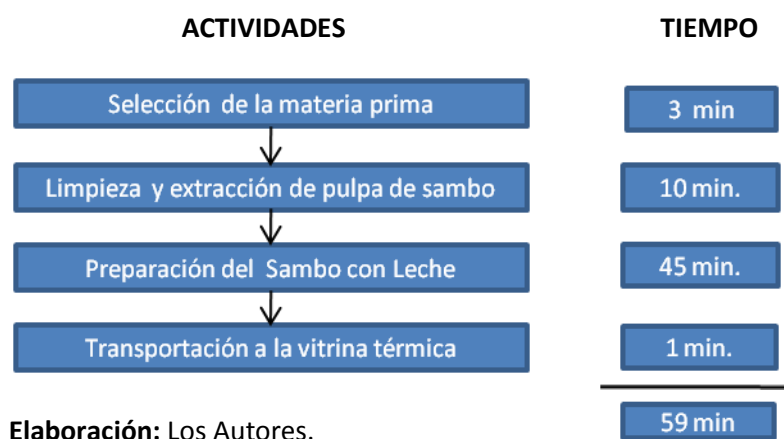 ACTIVIDADES TIEMPO
Selección de la materia prima 3 min
Limpieza y extracción de pulpa de sambo 10 min.
Preparación del Sambo con Leche 45 min.
Transportación a la vitrina térmica 1 min.
59 min
Elaboración: Los Autores.